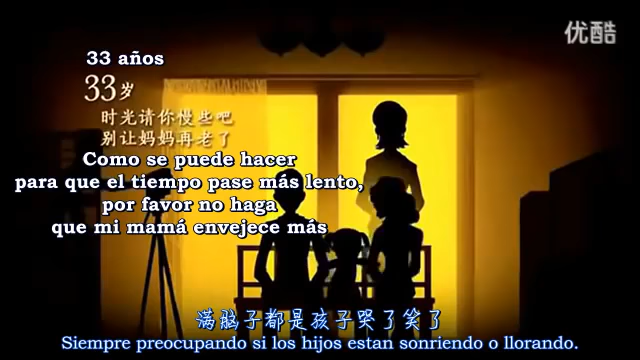 优酷
33 años
33岁
时光请你慢些吧
别让妈妈再老了
Como se puede hacer
para que el tiempo pase más lento,
por favor no haga
que mi mamá envejece más
满脑子都是孩子哭了笑了
Siempre preocupando si los hijos estan sonriendo o llorando.